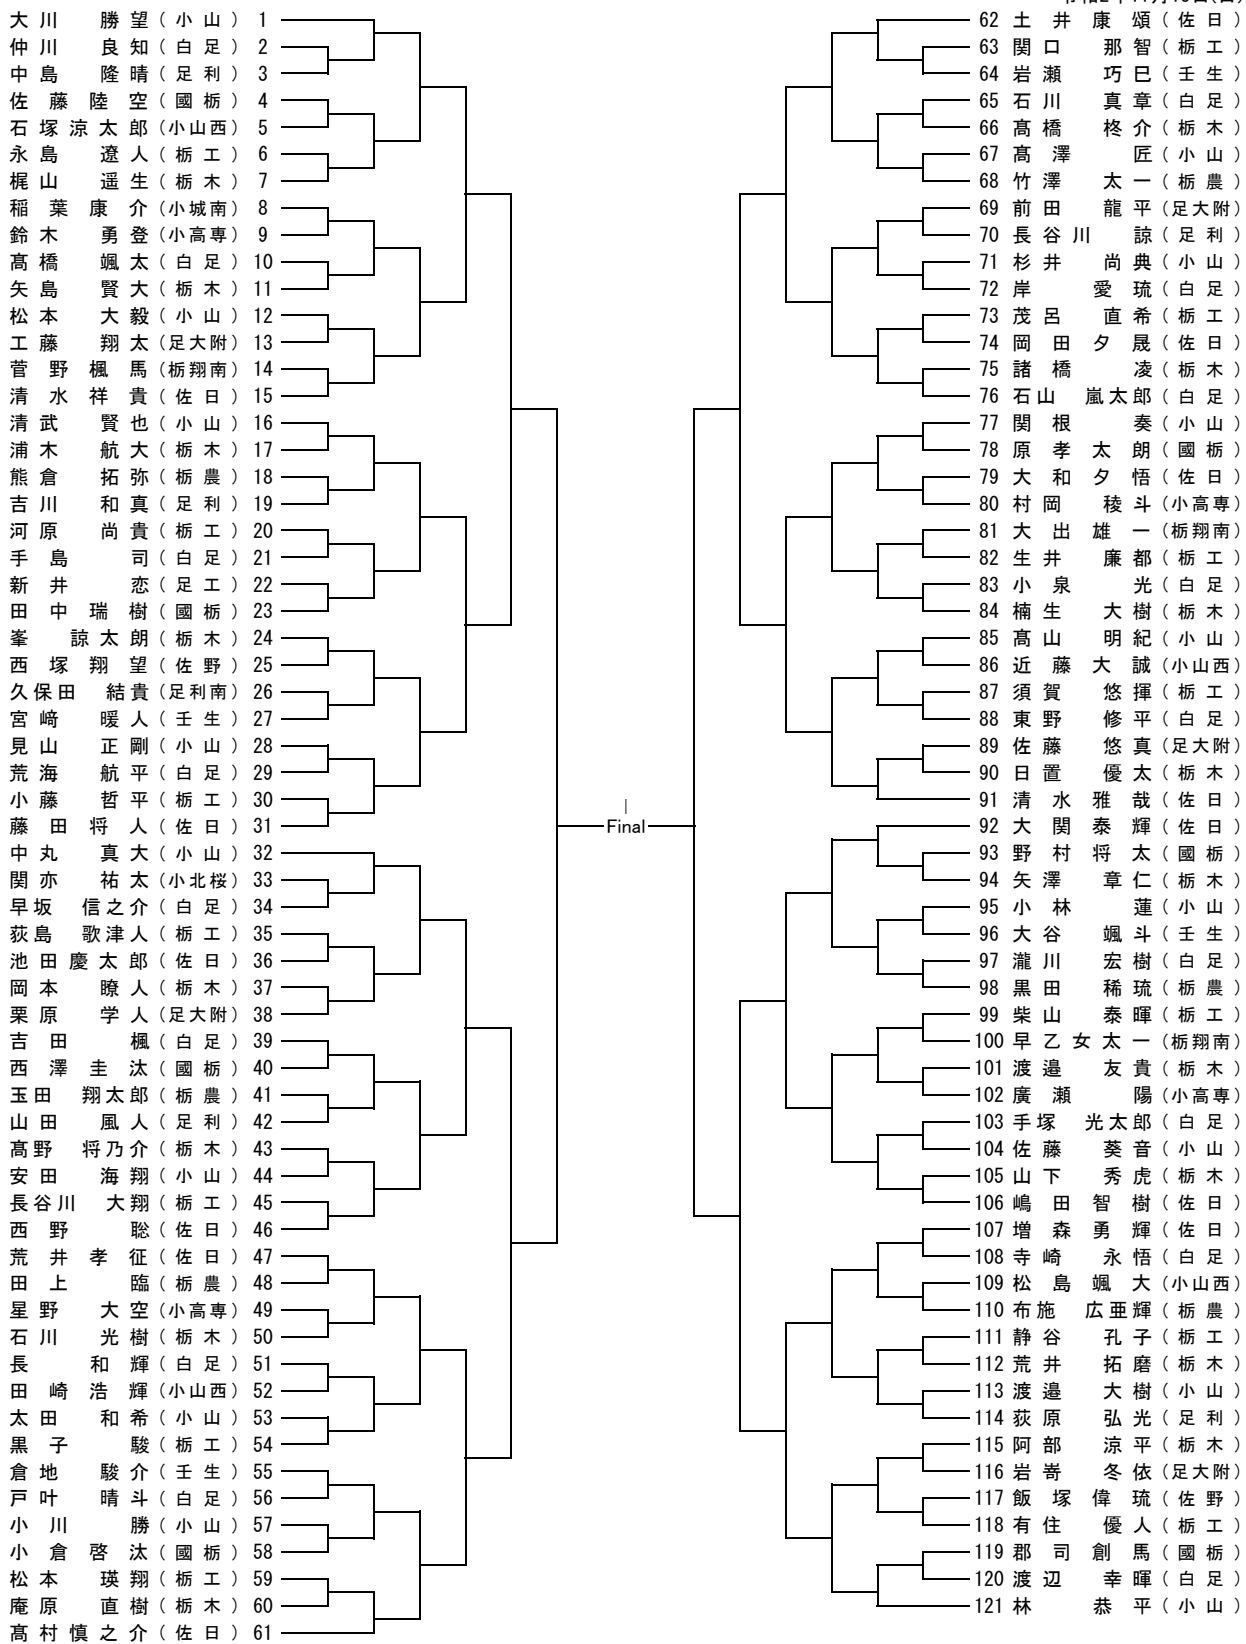 大川 勝望 (小山) 1
仲川 良知 (白足) 2
中島 隆晴 (足利) 3
佐藤陸空 (國栃) 4
石塚涼太郎 (小山西) 5
永島 遼人 (栃工) 6
梶山 遥生 (栃木) 7
稲葉康介 (小城南) 8
鈴木 勇登 (小高専) 9
髙橋 颯太 (白足) 10
矢島 賢大 (栃木) 11
松本 大毅 (小山) 12
工藤 翔太 (足大附) 13
菅野楓馬 (栃翔南) 14
清水祥貴 (佐日) 15
清武 賢也 (小山) 16
浦木 航大 (栃木) 17
熊倉 拓弥 (栃農) 18
吉川 和真 (足利) 19
河原 尚貴 (栃工) 20
手島 司 (白足) 21
新井 恋 (足工) 22
田中瑞樹 (國栃) 23
峯 諒太朗 (栃木) 24
西塚翔望 (佐野) 25
久保田 結貴 (足利南) 26
宮﨑 暖人 (壬生) 27
見山 正剛 (小山) 28
荒海 航平 (白足) 29
小藤 哲平 (栃工) 30
藤田将人 (佐日) 31
中丸 真大 (小山) 32
関亦 祐太 (小北桜) 33
早坂 信之介 (白足) 34
荻島 歌津人 (栃工) 35
池田慶太郎 (佐日) 36
岡本 瞭人 (栃木) 37
栗原 学人 (足大附) 38
吉田 楓 (白足) 39
西澤圭汰 (國栃) 40
玉田 翔太郎 (栃農) 41
山田 風人 (足利) 42
髙野 将乃介 (栃木) 43
安田 海翔 (小山) 44
長谷川 大翔 (栃工) 45
西野 聡 (佐日) 46
荒井孝征 (佐日) 47
田上 臨 (栃農) 48
星野 大空 (小高専) 49
石川 光樹 (栃木) 50
長 和輝 (白足) 51
田崎浩輝 (小山西) 52
太田 和希 (小山) 53
黒子 駿 (栃工) 54
倉地 駿介 (壬生) 55
戸叶 晴斗 (白足) 56
小川 勝 (小山) 57
小倉啓汰 (國栃) 58
松本 瑛翔 (栃工) 59
庵原 直樹 (栃木) 60
髙村慎之介 (佐日) 61
Final
62 土井康頌 (佐日)
63 関口 那智 (栃工)
64 岩瀬 巧巳 (壬生)
65 石川 真章 (白足)
66 髙橋 柊介 (栃木)
67 髙澤 匠 (小山)
68 竹澤 太一 (栃農)
69 前田 龍平 (足大附)
70 長谷川 諒 (足利)
71 杉井 尚典 (小山)
72 岸 愛琉 (白足)
73 茂呂 直希 (栃工)
74 岡田夕晟 (佐日)
75 諸橋 凌 (栃木)
76 石山 嵐太郎 (白足)
77 関根 奏 (小山)
78 原孝太朗 (國栃)
79 大和夕悟 (佐日)
80 村岡 稜斗 (小高専)
81 大出雄一 (栃翔南)
82 生井 廉都 (栃工)
83 小泉 光 (白足)
84 楠生 大樹 (栃木)
85 髙山 明紀 (小山)
86 近藤大誠 (小山西)
87 須賀 悠揮 (栃工)
88 東野 修平 (白足)
89 佐藤 悠真 (足大附)
90 日置 優太 (栃木)
91 清水雅哉 (佐日)
92 大関泰輝 (佐日)
93 野村将太 (國栃)
94 矢澤 章仁 (栃木)
95 小林 蓮 (小山)
96 大谷 颯斗 (壬生)
97 瀧川 宏樹 (白足)
98 黒田 稀琉 (栃農)
99 柴山 泰暉 (栃工)
100 早乙女太一 (栃翔南)
101 渡邉 友貴 (栃木)
102 廣瀬 陽 (小高専)
103 手塚 光太郎 (白足)
104 佐藤 葵音 (小山)
105 山下 秀虎 (栃木)
106 嶋田智樹 (佐日)
107 増森勇輝 (佐日)
108 寺崎 永悟 (白足)
109 松島颯大 (小山西)
110 布施 広亜輝 (栃農)
111 静谷 孔子 (栃工)
112 荒井 拓磨 (栃木)
113 渡邉 大樹 (小山)
114 荻原 弘光 (足利)
115 阿部 涼平 (栃木)
116 岩嵜 冬依 (足大附)
117 飯塚偉琉 (佐野)
118 有住 優人 (栃工)
119 郡司創馬 (國栃)
120 渡辺 幸暉 (白足)
121 林 恭平 (小山)